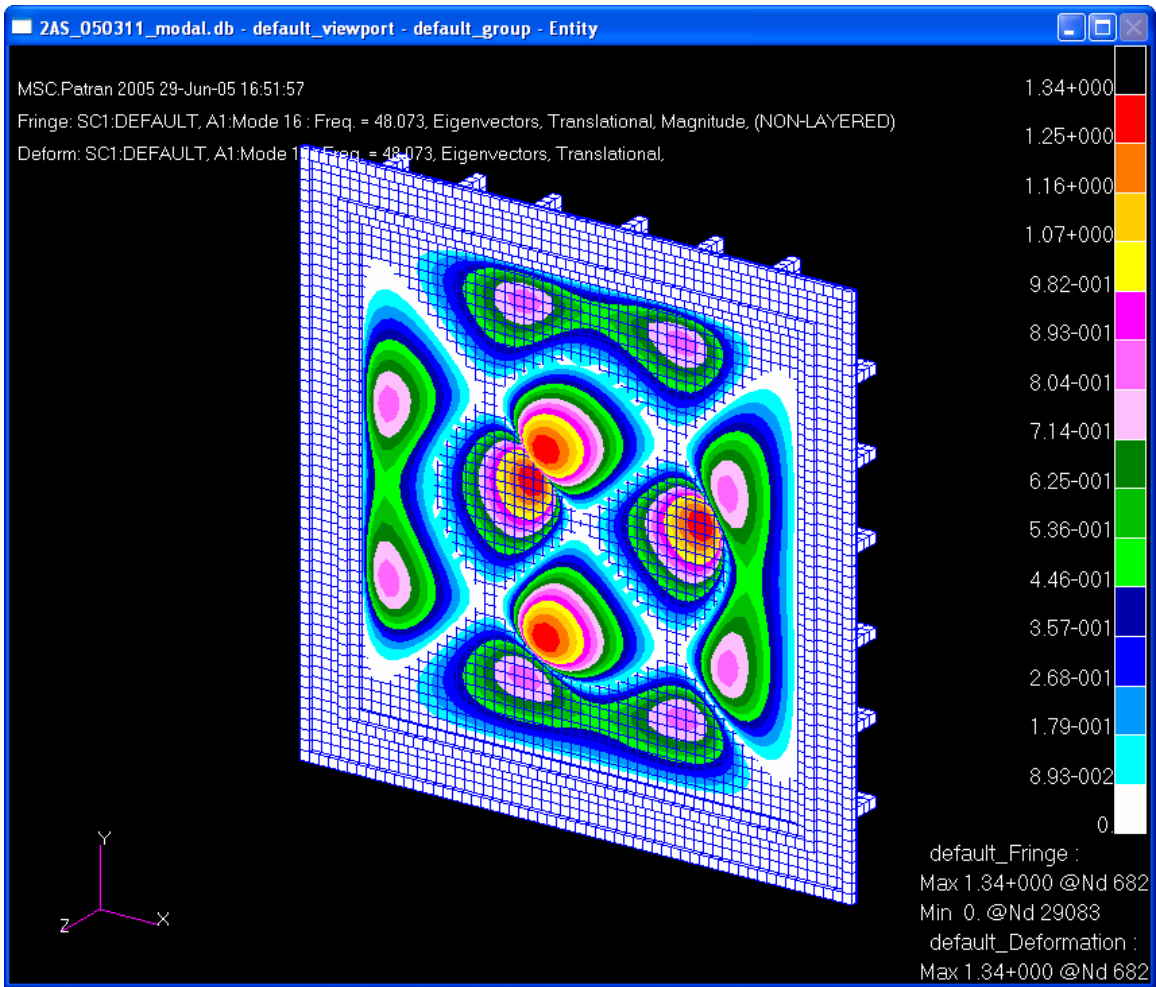 2AS_050311_modal.db - default_viewport - default_group - Entity
MSC.Patran 2005 29-Jun-05 16:51:57
Fringe: SC1:DEFAULT, A1:Mode 16 : Freq. = 48.073, Eigenvectors, Translational, Magnitude, (NON-LAYERED)
Deform: SC1:DEFAULT, A1:Mode 1 Freq. = 48.073, Eigenvectors, Translational,
1.34+000
1.25+000
1.16+000
1.07+000
9.82-001
8.93-001
8.04-001
7.14-001
6.25-001
5.36-001
4.46-001
3.57-001
2.68-001
1.79-001
8.93-002
0.
default_Fringe :
Max 1.34+000 @Nd 682
Min 0. @Nd 29083
default_Deformation :
Max 1.34+000 @Nd 682
Y
Z
X